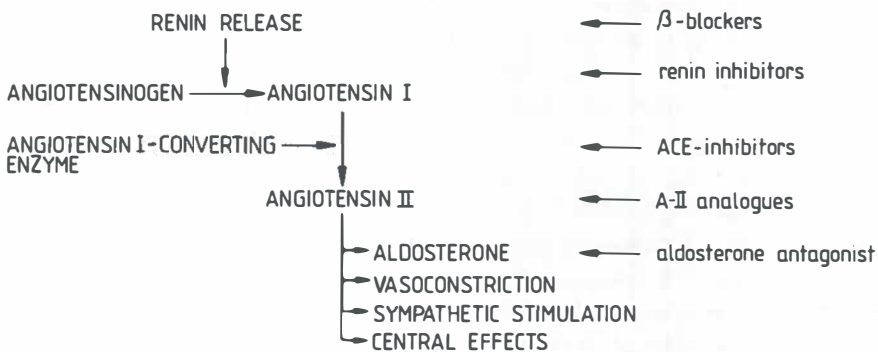 RENIN RELEASE
β-blockers
renin inhibitors
ANGIOTENSINOGEN
ANGIOTENSIN I
ANGIOTENSIN I-CONVERTING
ENZYME
ACE-inhibitors
ANGIOTENSIN II
A-II analogues
ALDOSTERONE
aldosterone antagonist
VASOCONSTRICTION
SYMPATHETIC STIMULATION
CENTRAL EFFECTS